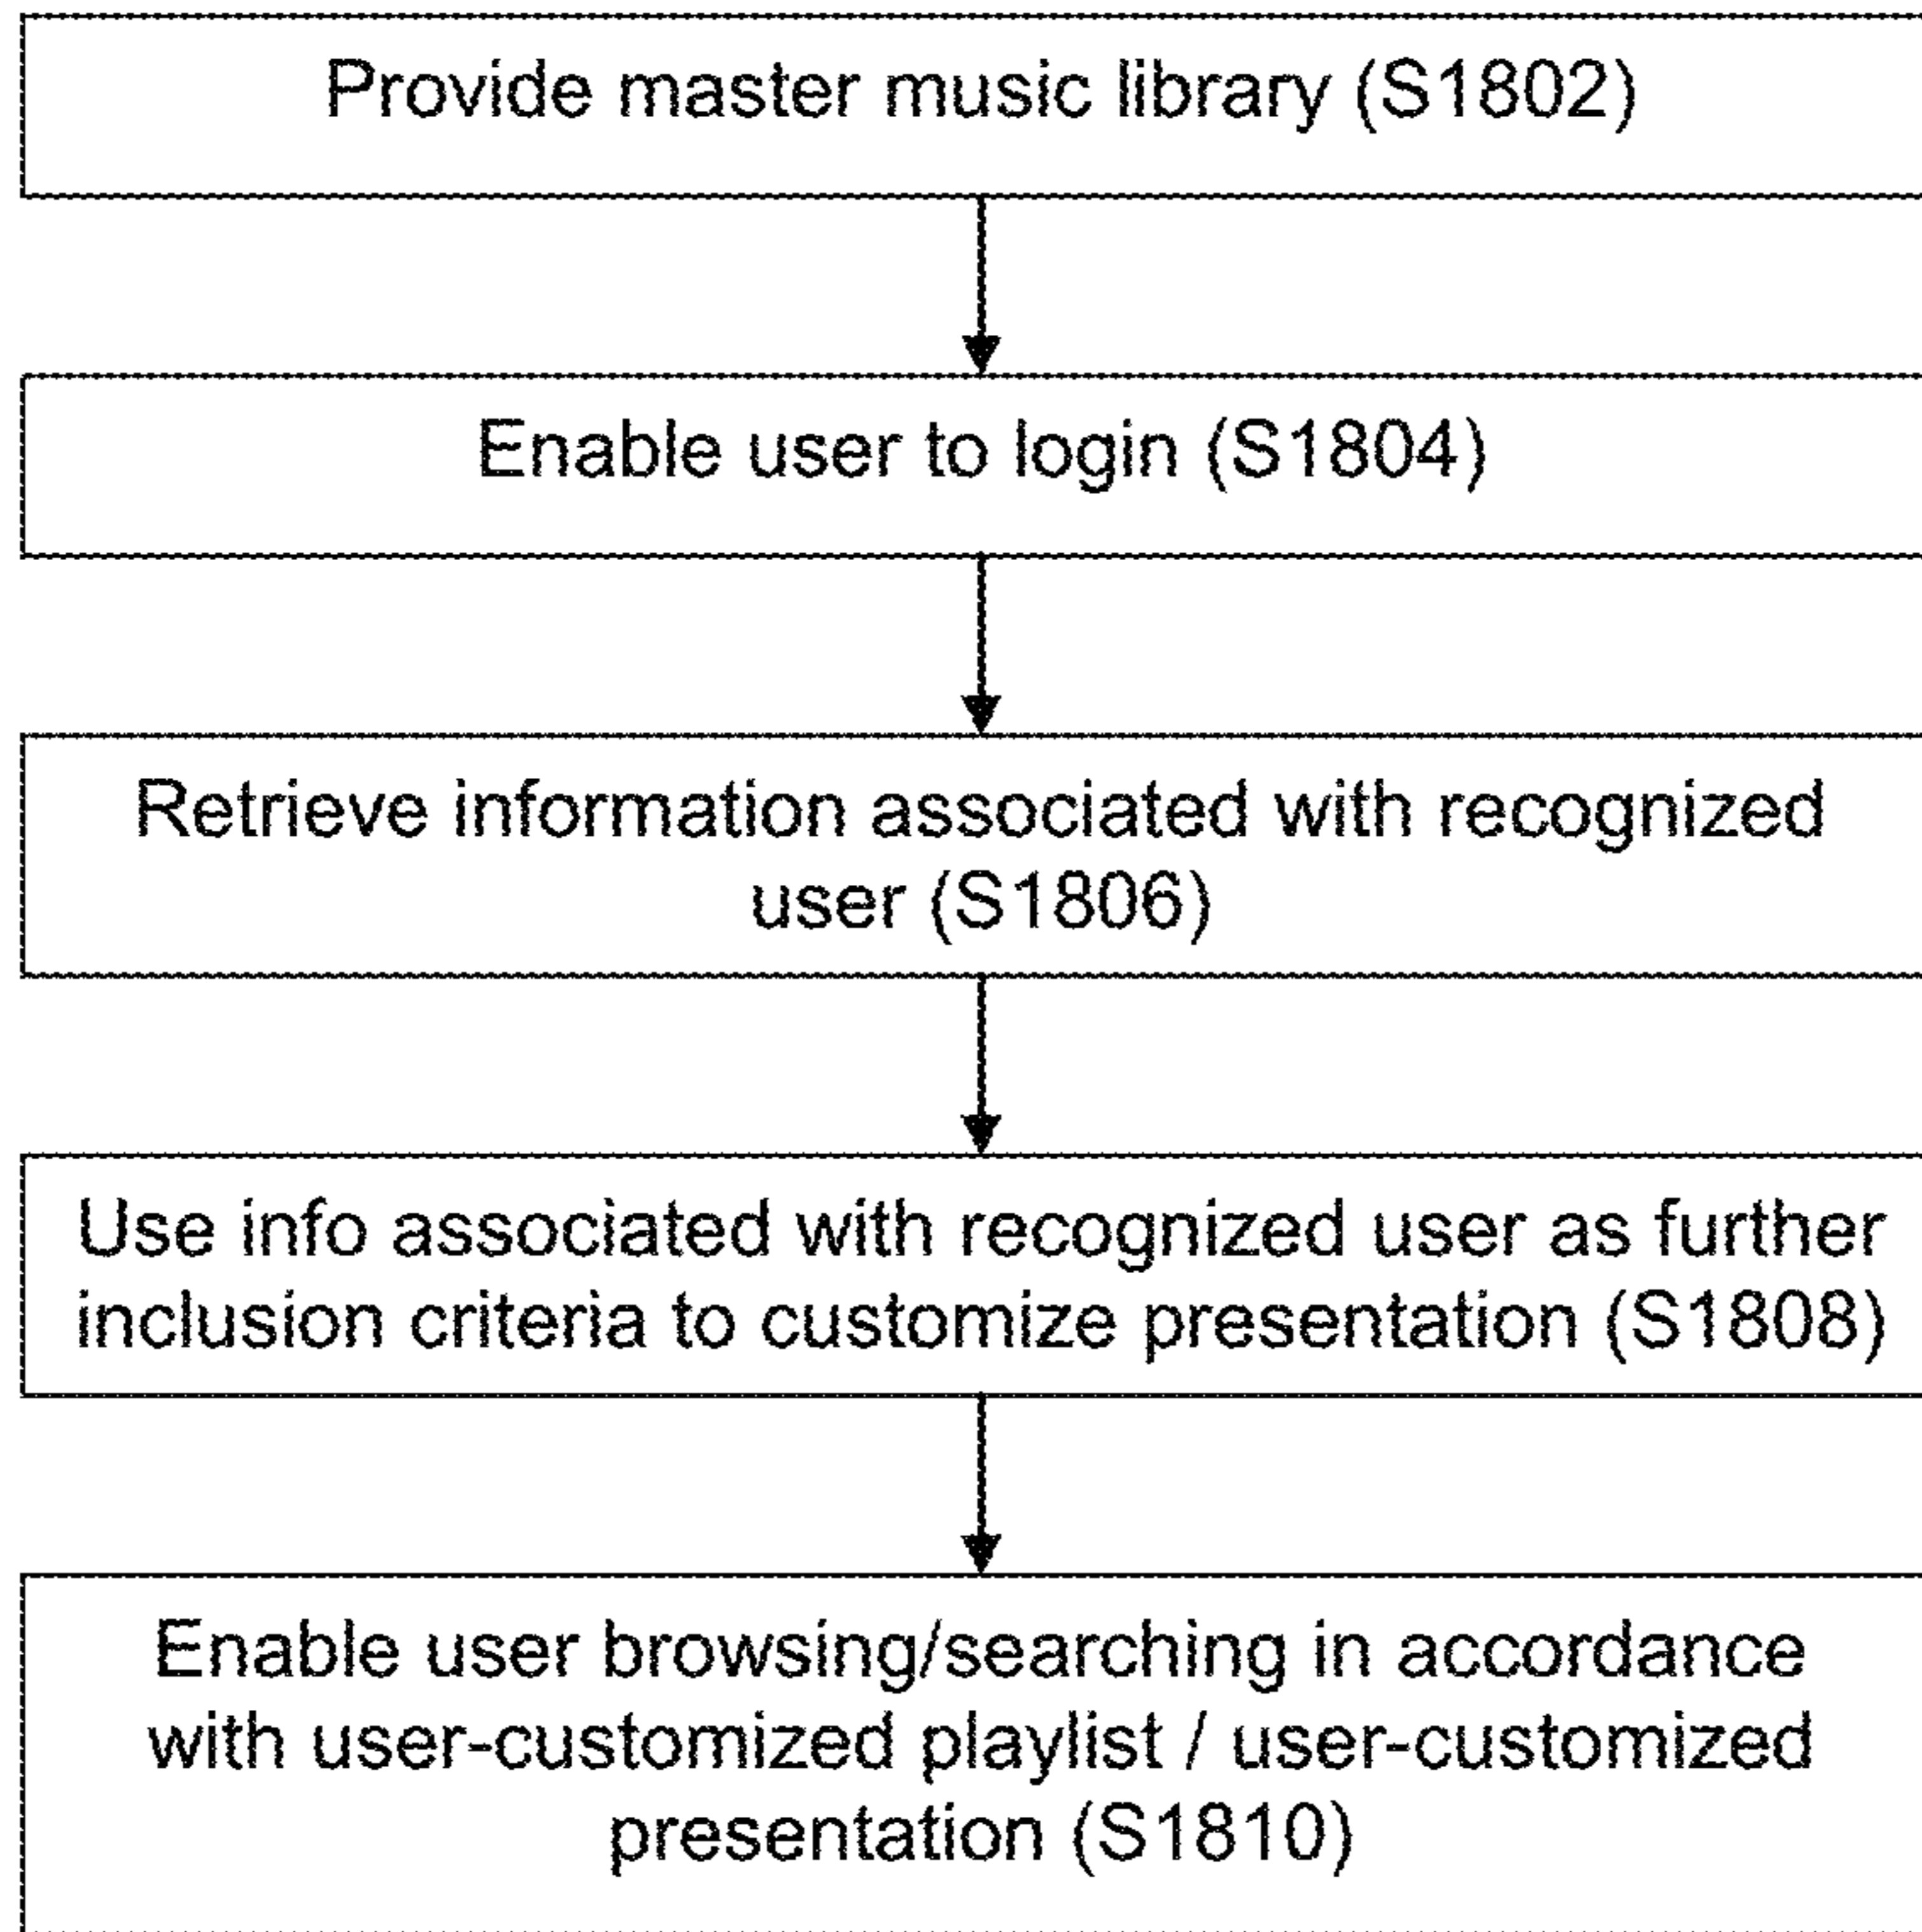 Provide master music library (S1802)
Enable user to login (S1804)
Retrieve information associated with recognized
user (S1806)
Use info associated with recognized user as further
inclusion criteria to customize presentation (S1808)
Enable user browsing/searching in accordance
with user-customized playlist / user-customized
presentation (S1810)